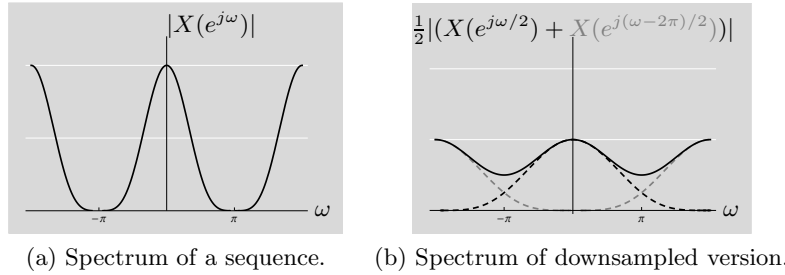 |X(e^{jω})|
−π
π
ω
(a) Spectrum of a sequence.
½|(X(e^{jω/2}) + X(e^{j(ω−2π)/2}))|
−π
π
ω
(b) Spectrum of downsampled version.